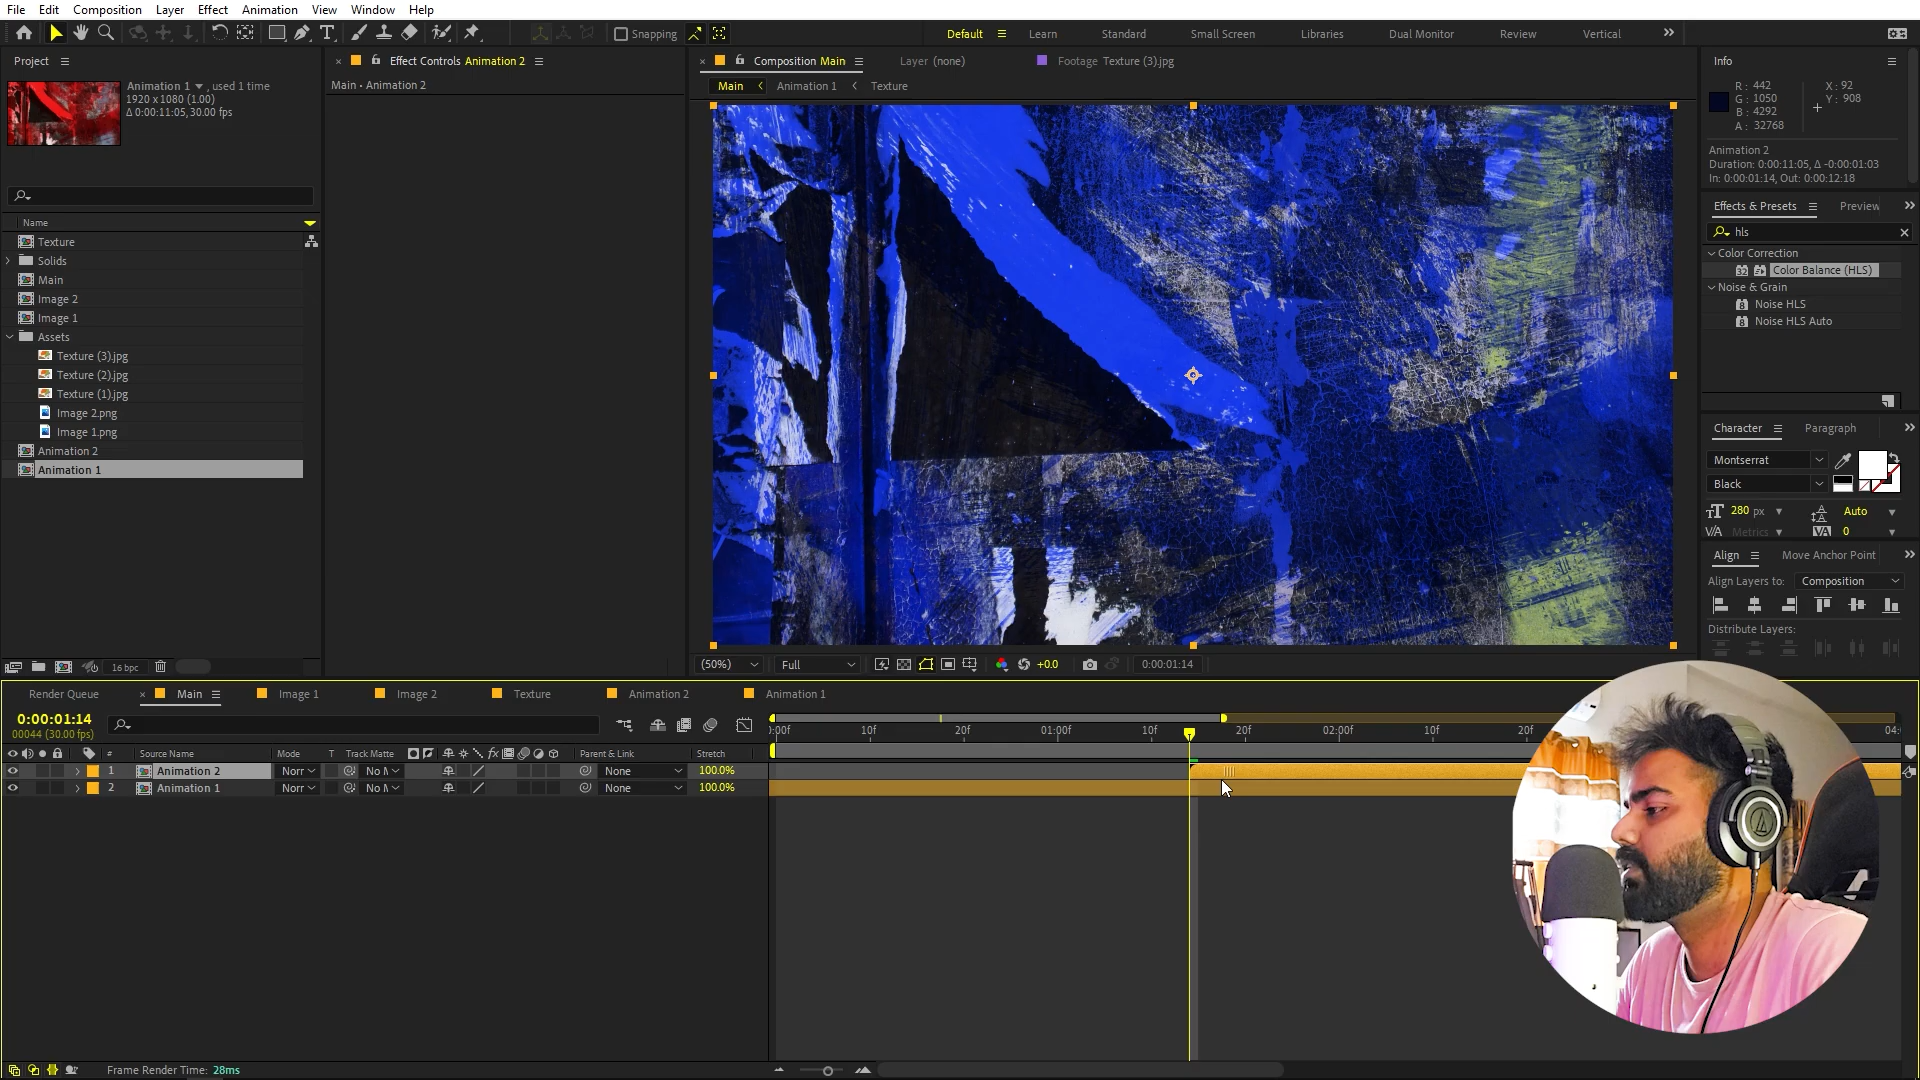 File Edit Composition Layer Effect Animation View Window Help
Snapping
Default Learn Standard Small Screen Libraries Dual Monitor Review Vertical
Project
Animation 1 , used 1 time
1920 x 1080 (1.00)
Δ 0:00:11:05, 30.00 fps
Name
Texture
Solids
Main
Image 2
Image 1
Assets
Texture (3).jpg
Texture (2).jpg
Texture (1).jpg
Image 2.png
Image 1.png
Animation 2
Animation 1
16 bpc
Effect Controls Animation 2
Main • Animation 2
Composition Main
Layer (none)
Footage Texture (3).jpg
Main Animation 1 Texture
(50%) Full +0.0 0:00:01:14
Info
R : 442 X : 92
G : 1050 Y : 908
B : 4292
A : 32768
Animation 2
Duration: 0:00:11:05, Δ -0:00:01:03
In: 0:00:01:14, Out: 0:00:12:18
Effects & Presets Preview
hls
Color Correction
32 Color Balance (HLS)
Noise & Grain
8 Noise HLS
8 Noise HLS Auto
Character Paragraph
Montserrat
Black
280 px Auto
Metrics 0
Align Move Anchor Point
Align Layers to: Composition
Distribute Layers:
Render Queue Main Image 1 Image 2 Texture Animation 2 Animation 1
0:00:01:14
00044 (30.00 fps)
:00f 10f 20f 01:00f 10f 20f 02:00f 10f 20f 04:
# Source Name Mode T Track Matte fx Parent & Link Stretch
1 Animation 2 Norr No None 100.0%
2 Animation 1 Norr No None 100.0%
Frame Render Time: 28ms